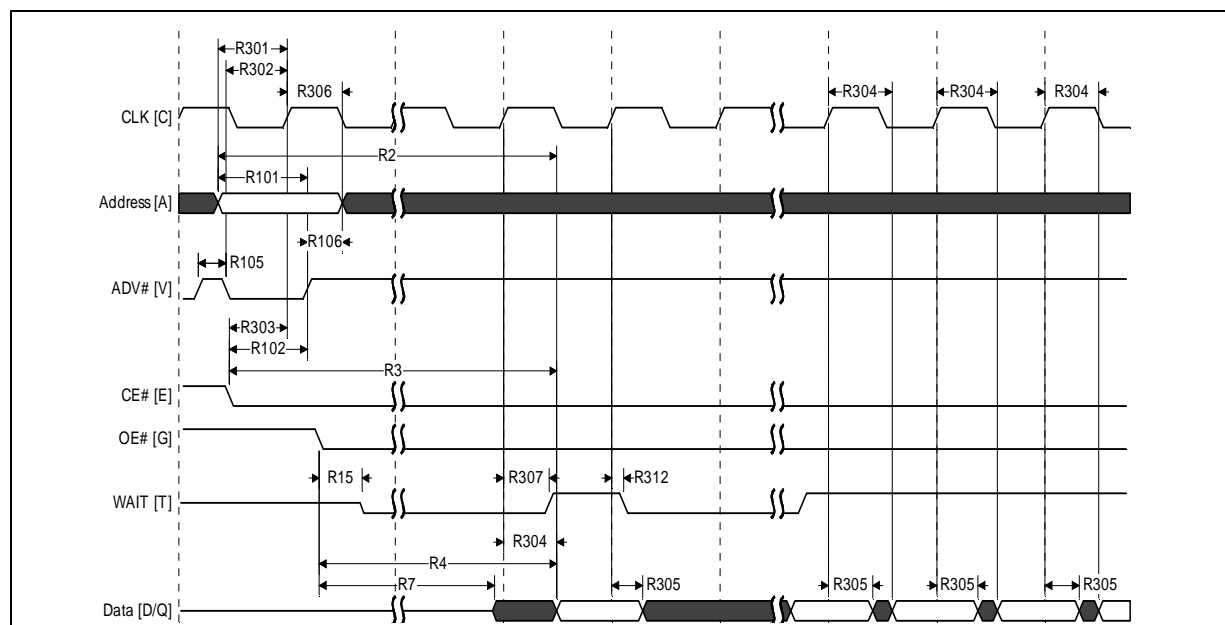 R301
R302
R306
R304
R304
R304
CLK [C]
R2
R101
Address [A]
R106
R105
ADV# [V]
R303
R102
R3
CE# [E]
OE# [G]
R15
R307
R312
WAIT [T]
R304
R4
R7
R305
R305
R305
R305
Data [D/Q]